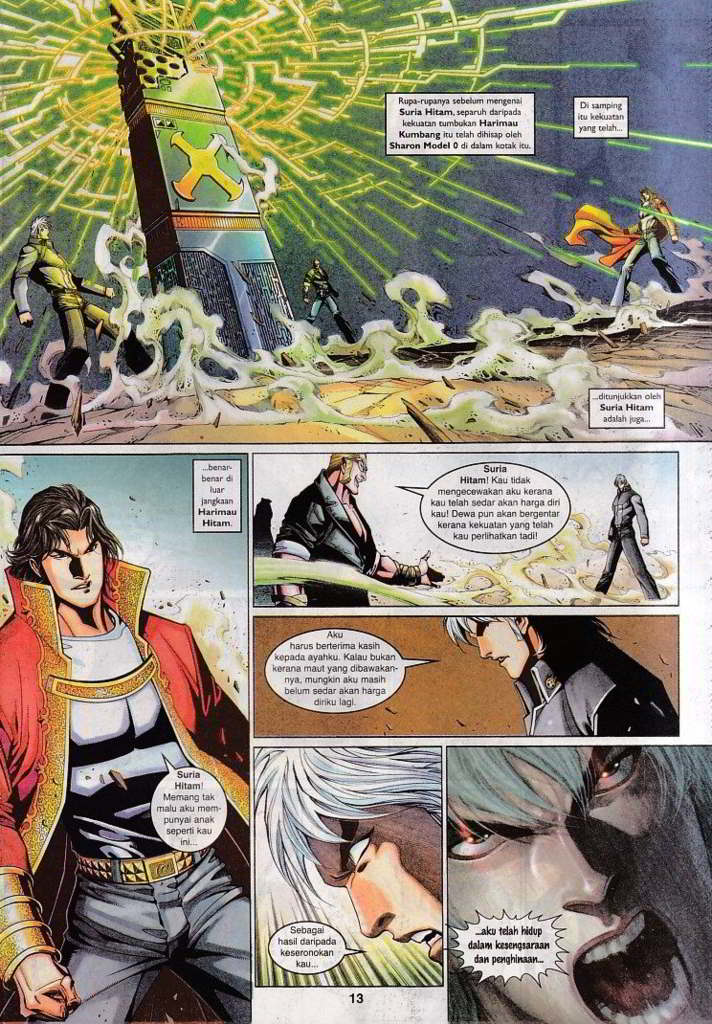 Rupa-rupanya sebelum mengenai
Suria Hitam, separuh daripada
kekuatan tumbukan Harimau
Kumbang itu telah dihisap oleh
Sharon Model 0 di dalam kotak itu.
Di samping
itu kekuatan
yang telah...
...ditunjukkan oleh
Suria Hitam
adalah juga...
...benar-
benar di
luar
jangkaan
Harimau
Hitam.
Suria
Hitam! Kau tidak
mengecewakan aku kerana
kau telah sedar akan harga diri
kau! Dewa pun akan bergentar
kerana kekuatan yang telah
kau perlihatkan tadi!
Aku
harus berterima kasih
kepada ayahku. Kalau bukan
kerana maut yang dibawakan-
nya, mungkin aku masih
belum sedar akan harga
diriku lagi.
Suria
Hitam!
Memang tak
malu aku mem-
punyai anak
seperti kau
ini...
Sebagai
hasil daripada
keseronokan
kau...
...aku telah hidup
dalam kesengsaraan
dan penghinaan...
13